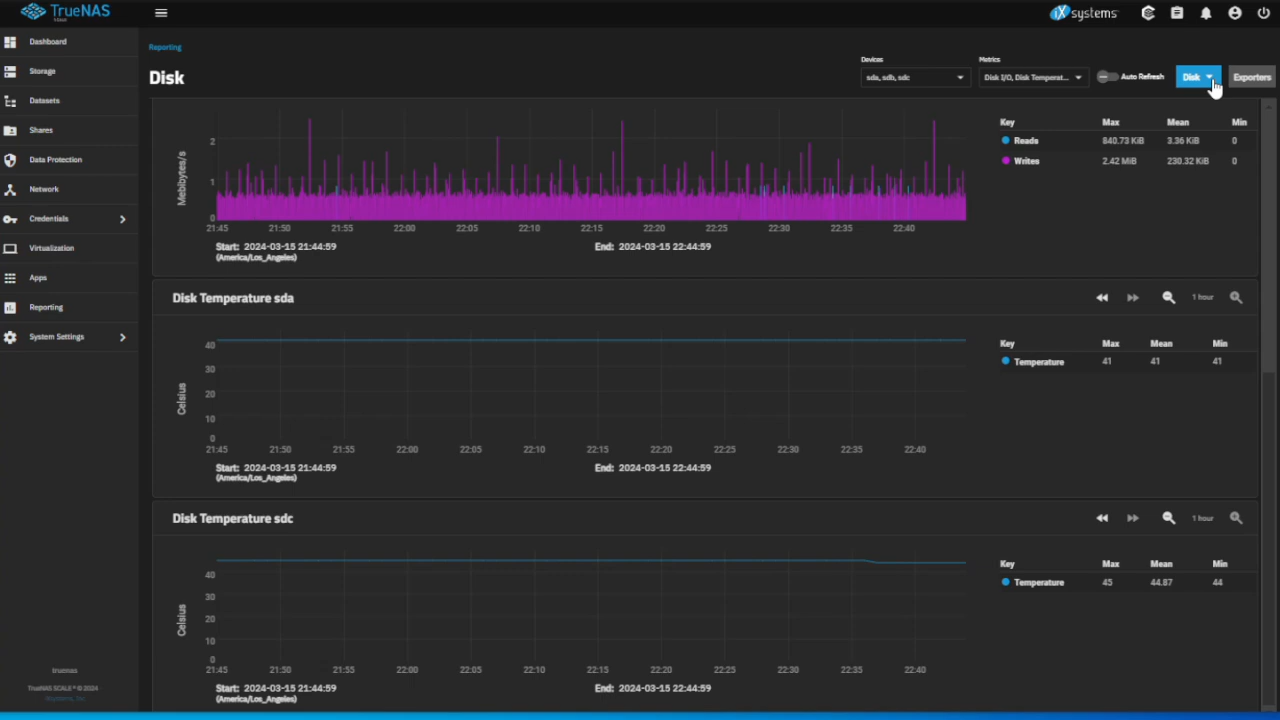 TrueNAS
SCALE
iXsystems
Dashboard
Storage
Datasets
Shares
Data Protection
Network
Credentials
Virtualization
Apps
Reporting
System Settings
truenas
TrueNAS SCALE ® © 2024
iXsystems, Inc
Reporting
Disk
Devices
sda, sdb, sdc
Metrics
Disk I/O, Disk Temperat...
Auto Refresh
Disk
Exporters
Mebibytes/s
2
1
0
21:45 21:50 21:55 22:00 22:05 22:10 22:15 22:20 22:25 22:30 22:35 22:40
Start: 2024-03-15 21:44:59 End: 2024-03-15 22:44:59
(America/Los_Angeles)
Key Max Mean Min
Reads 840.73 KiB 3.36 KiB 0
Writes 2.42 MiB 230.32 KiB 0
Disk Temperature sda
1 hour
Celsius
40
30
20
10
0
21:45 21:50 21:55 22:00 22:05 22:10 22:15 22:20 22:25 22:30 22:35 22:40
Start: 2024-03-15 21:44:59 End: 2024-03-15 22:44:59
(America/Los_Angeles)
Key Max Mean Min
Temperature 41 41 41
Disk Temperature sdc
1 hour
Celsius
40
30
20
10
0
21:45 21:50 21:55 22:00 22:05 22:10 22:15 22:20 22:25 22:30 22:35 22:40
Start: 2024-03-15 21:44:59 End: 2024-03-15 22:44:59
(America/Los_Angeles)
Key Max Mean Min
Temperature 45 44.87 44